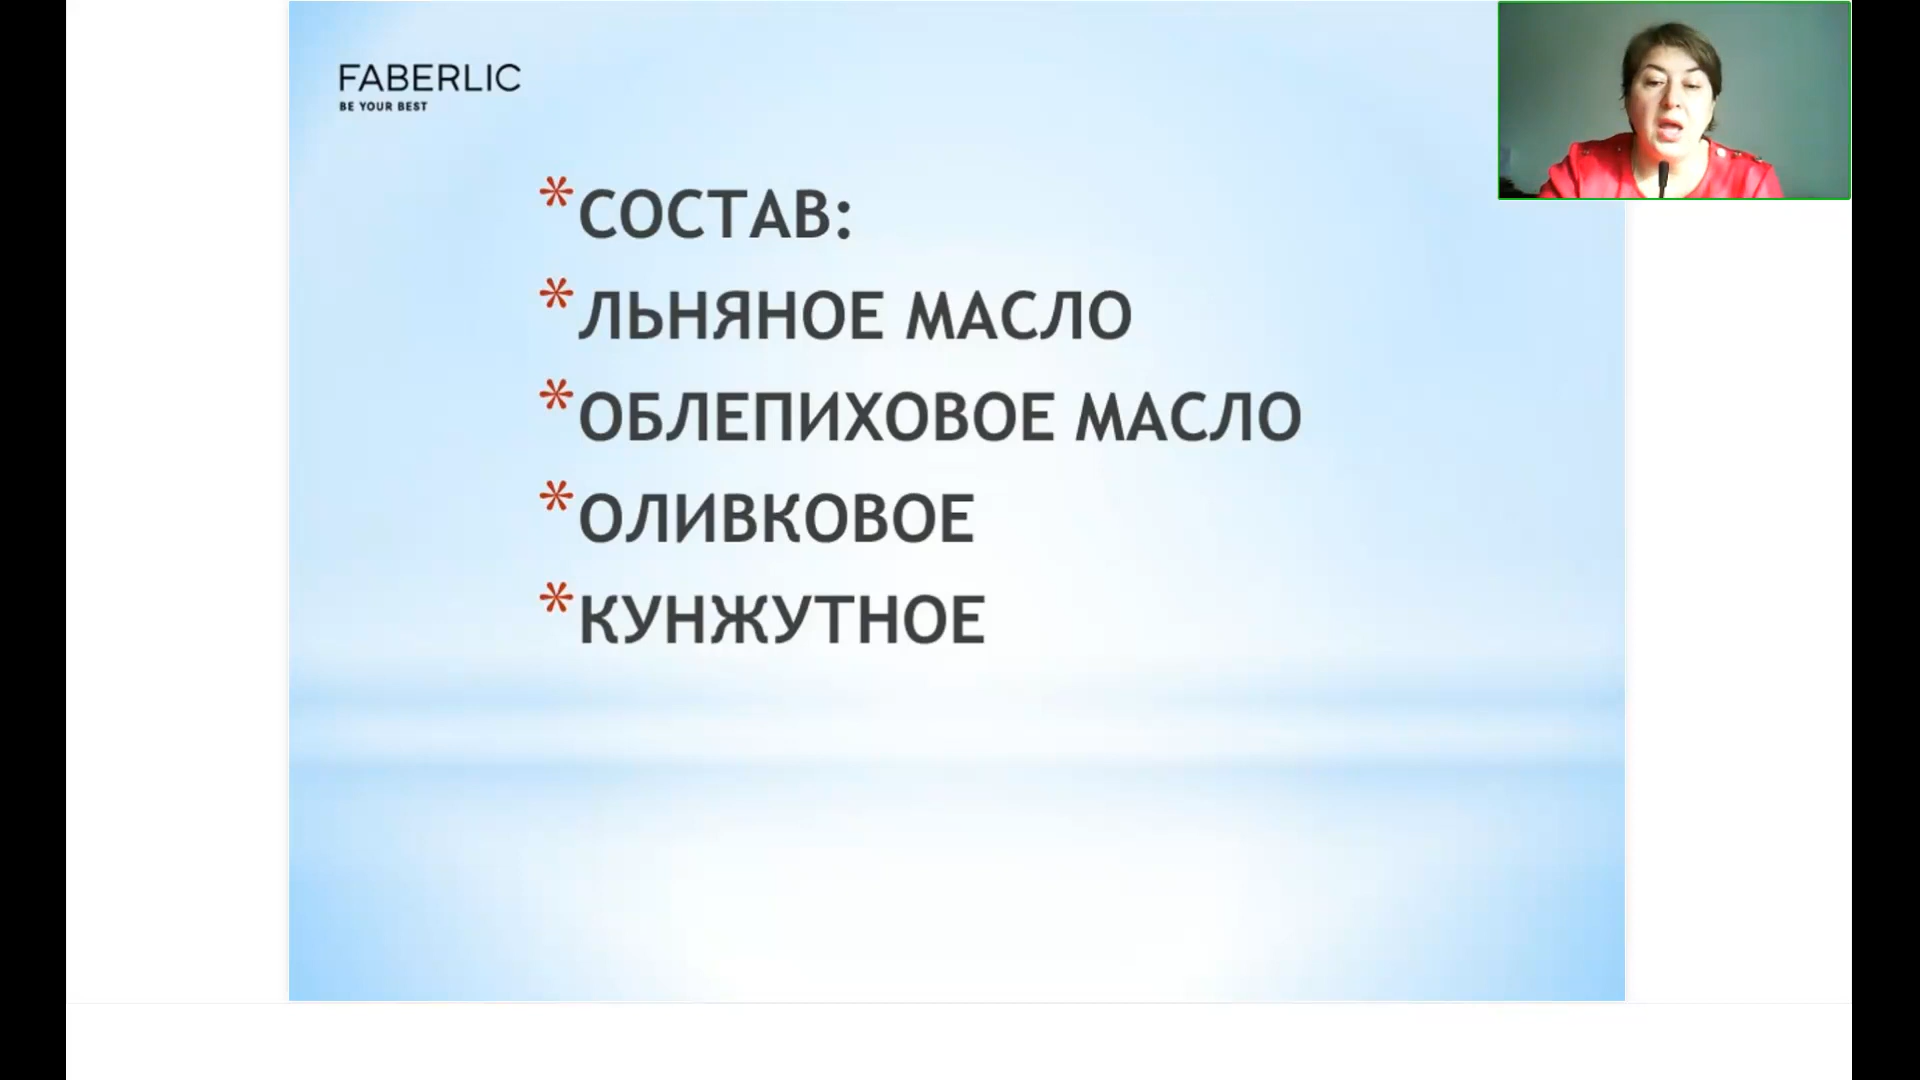 FABERLIC
BE YOUR BEST
*СОСТАВ:
*ЛЬНЯНОЕ МАСЛО
*ОБЛЕПИХОВОЕ МАСЛО
*ОЛИВКОВОЕ
*КУНЖУТНОЕ